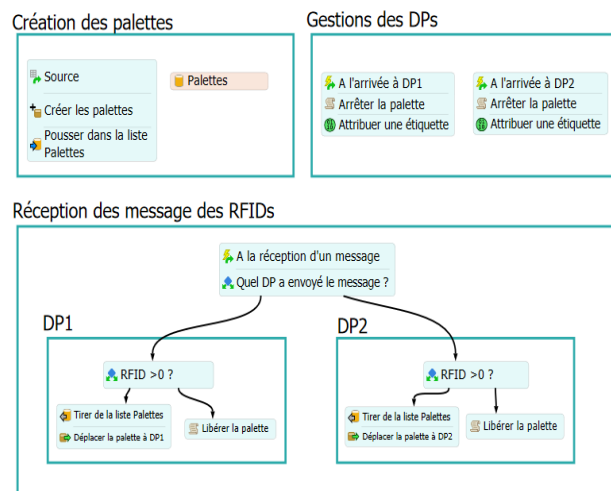 Création des palettes
Source
Créer les palettes
Pousser dans la liste
Palettes
Palettes
Gestions des DPs
A l'arrivée à DP1
Arrêter la palette
Attribuer une étiquette
A l'arrivée à DP2
Arrêter la palette
Attribuer une étiquette
Réception des message des RFIDs
A la réception d'un message
Quel DP a envoyé le message ?
DP1
RFID >0 ?
Tirer de la liste Palettes
Déplacer la palette à DP1
Libérer la palette
DP2
RFID >0 ?
Tirer de la liste Palettes
Déplacer la palette à DP2
Libérer la palette